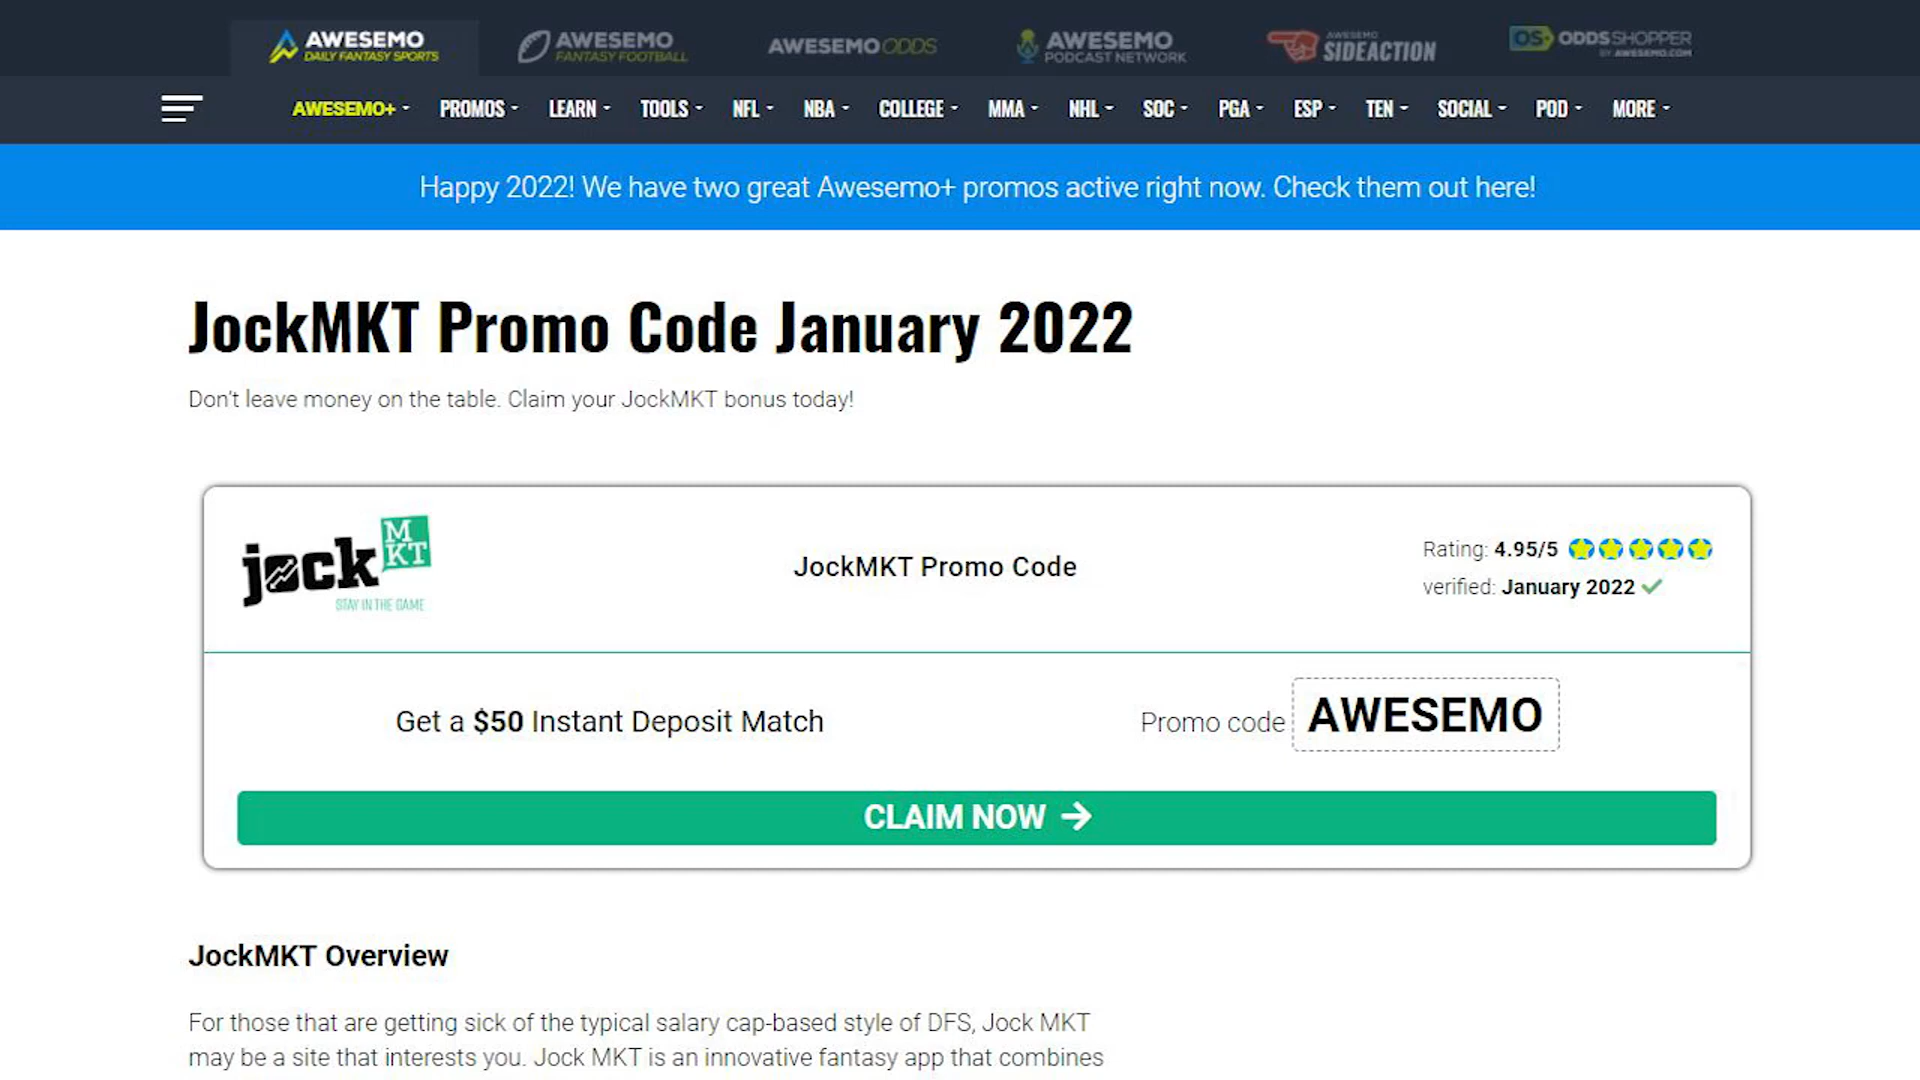 AWESEMO DAILY FANTASY SPORTS
AWESEMO FANTASY FOOTBALL
AWESEMO ODDS
AWESEMO PODCAST NETWORK
AWESEMO SIDEACTION
OS ODDSSHOPPER BY AWESEMO.COM
AWESEMO+ PROMOS LEARN TOOLS NFL NBA COLLEGE MMA NHL SOC PGA ESP TEN SOCIAL POD MORE
Happy 2022! We have two great Awesemo+ promos active right now. Check them out here!
JockMKT Promo Code January 2022
Don't leave money on the table. Claim your JockMKT bonus today!
jock MKT
STAY IN THE GAME
JockMKT Promo Code
Rating: 4.95/5
verified: January 2022
Get a $50 Instant Deposit Match
Promo code AWESEMO
CLAIM NOW
JockMKT Overview
For those that are getting sick of the typical salary cap-based style of DFS, Jock MKT
may be a site that interests you. Jock MKT is an innovative fantasy app that combines